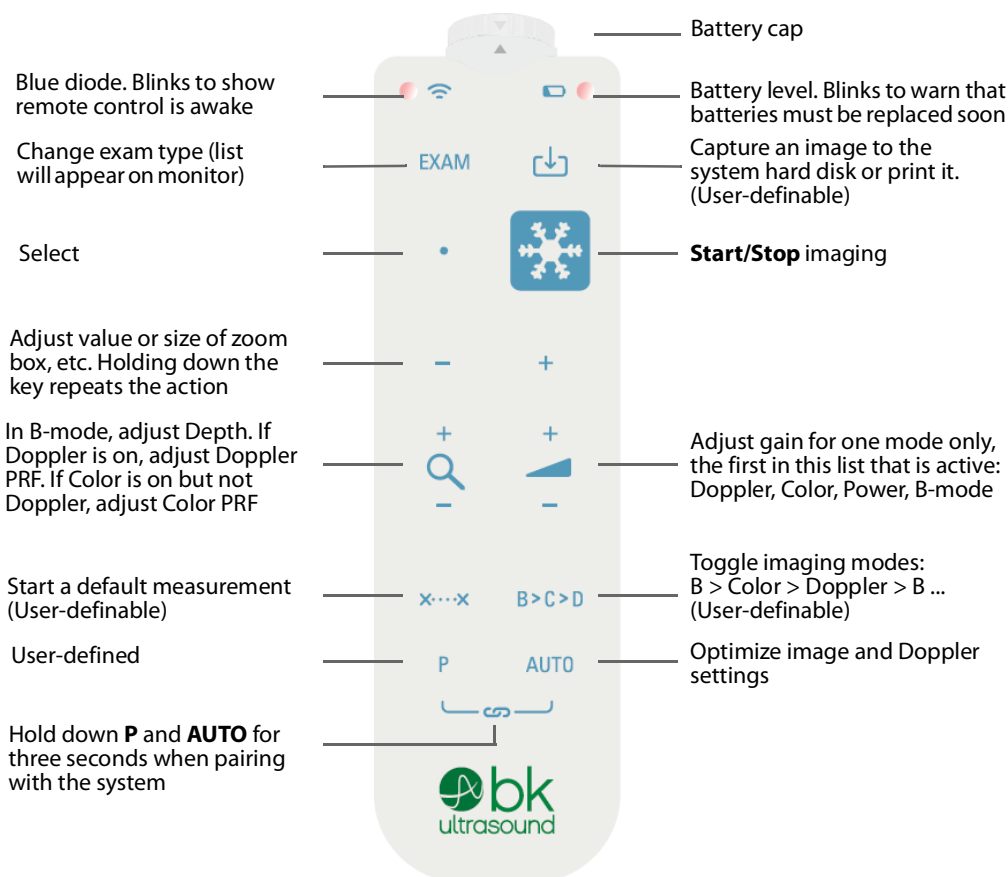 Battery cap
Blue diode. Blinks to show
remote control is awake
Battery level. Blinks to warn that
batteries must be replaced soon
Change exam type (list
will appear on monitor)
EXAM
Capture an image to the
system hard disk or print it.
(User-definable)
Select
Start/Stop imaging
Adjust value or size of zoom
box, etc. Holding down the
key repeats the action
− +
+ +
In B-mode, adjust Depth. If
Doppler is on, adjust Doppler
PRF. If Color is on but not
Doppler, adjust Color PRF
Adjust gain for one mode only,
the first in this list that is active:
Doppler, Color, Power, B-mode
− −
Start a default measurement
(User-definable)
x····x B>C>D
Toggle imaging modes:
B > Color > Doppler > B ...
(User-definable)
User-defined
P AUTO
Optimize image and Doppler
settings
Hold down P and AUTO for
three seconds when pairing
with the system
bk
ultrasound